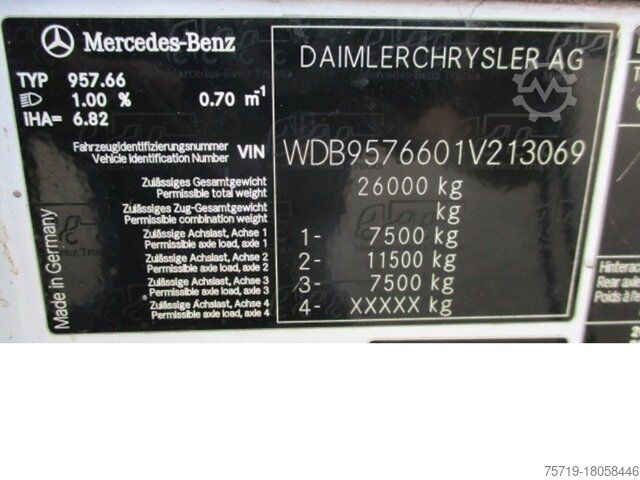 Mercedes-Benz
DAIMLERCHRYSLER AG
TYP 957.66
1.00 % 0.70 m⁻¹
IHA= 6.82
Fahrzeugidentifizierungsnummer
Vehicle Identification Number VIN WDB9576601V213069
Zulässiges Gesamtgewicht
Permissible total weight 26000 kg
Zulässiges Zug-Gesamtgewicht
Permissible combination weight kg
Zulässige Achslast, Achse 1
Permissible axle load, axle 1 1- 7500 kg
Zulässige Achslast, Achse 2
Permissible axle load, axle 2 2- 11500 kg
Zulässige Achslast, Achse 3
Permissible axle load, axle 3 3- 7500 kg
Zulässige Achslast, Achse 4
Permissible axle load, axle 4 4- XXXXX kg
Made in Germany
Hinterac
Rear axle
Poids à
75719-18058446